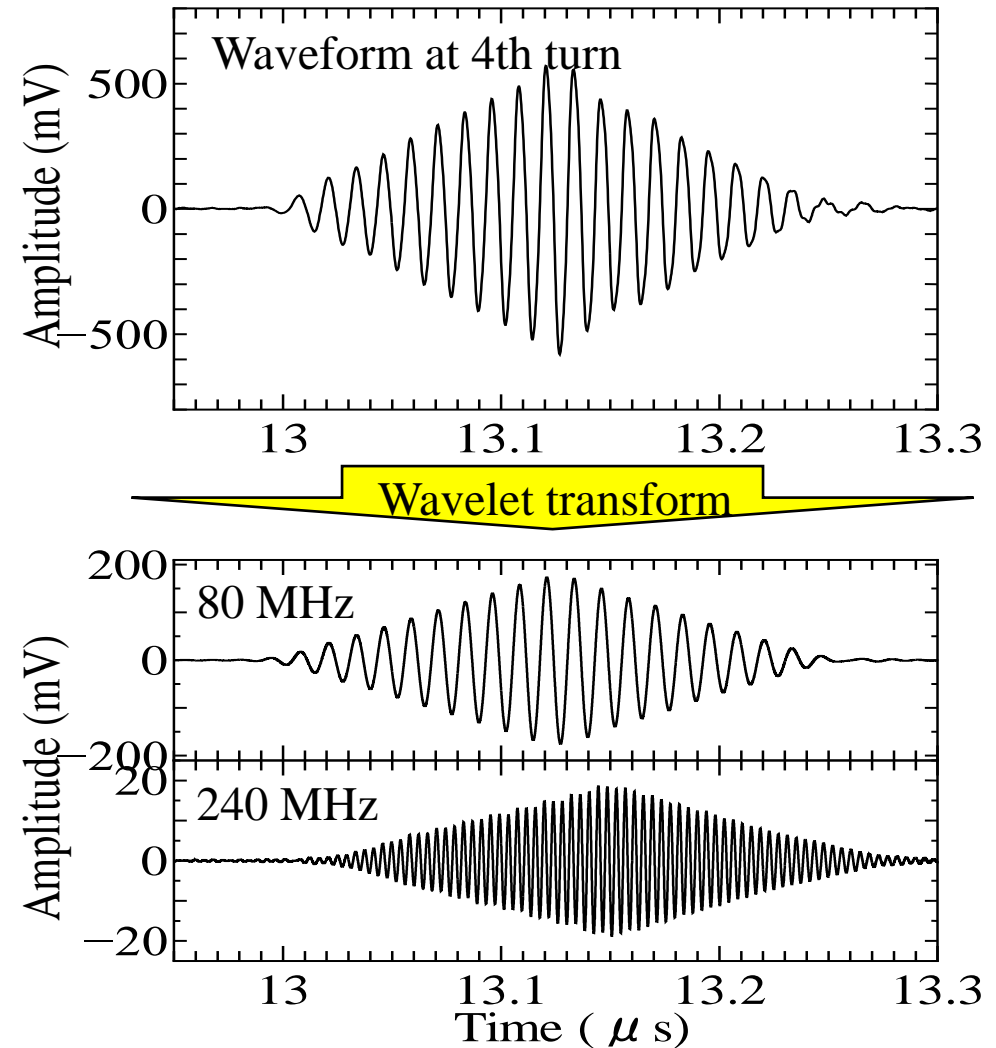 Waveform at 4th turn
Amplitude (mV)
500
0
−500
13 13.1 13.2 13.3
Wavelet transform
80 MHz
Amplitude (mV)
200
0
−200
240 MHz
20
0
−20
13 13.1 13.2 13.3
Time ( μ s)